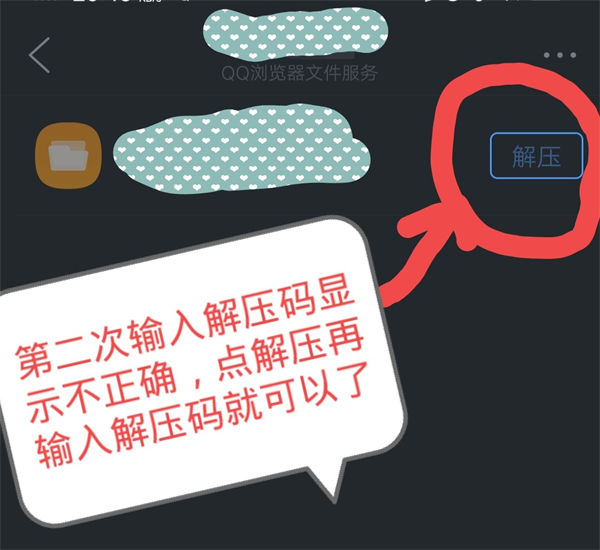 QQ浏览器文件服务
解压
第二次输入解压码显
示不正确，点解压再
输入解压码就可以了